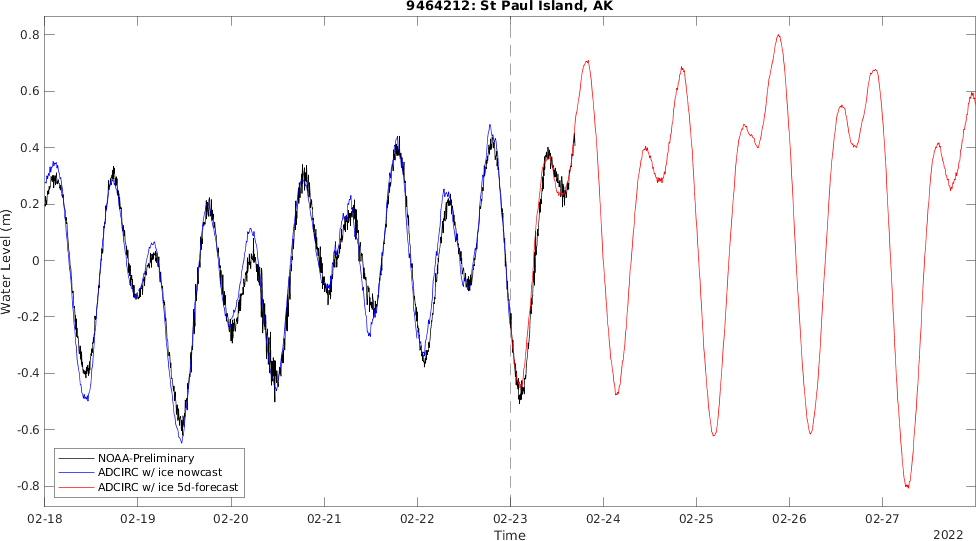 9464212: St Paul Island, AK
0.8
0.6
0.4
0.2
0
-0.2
-0.4
-0.6
-0.8
Water Level (m)
NOAA-Preliminary
ADCIRC w/ ice nowcast
ADCIRC w/ ice 5d-forecast
02-18 02-19 02-20 02-21 02-22 02-23 02-24 02-25 02-26 02-27
Time
2022